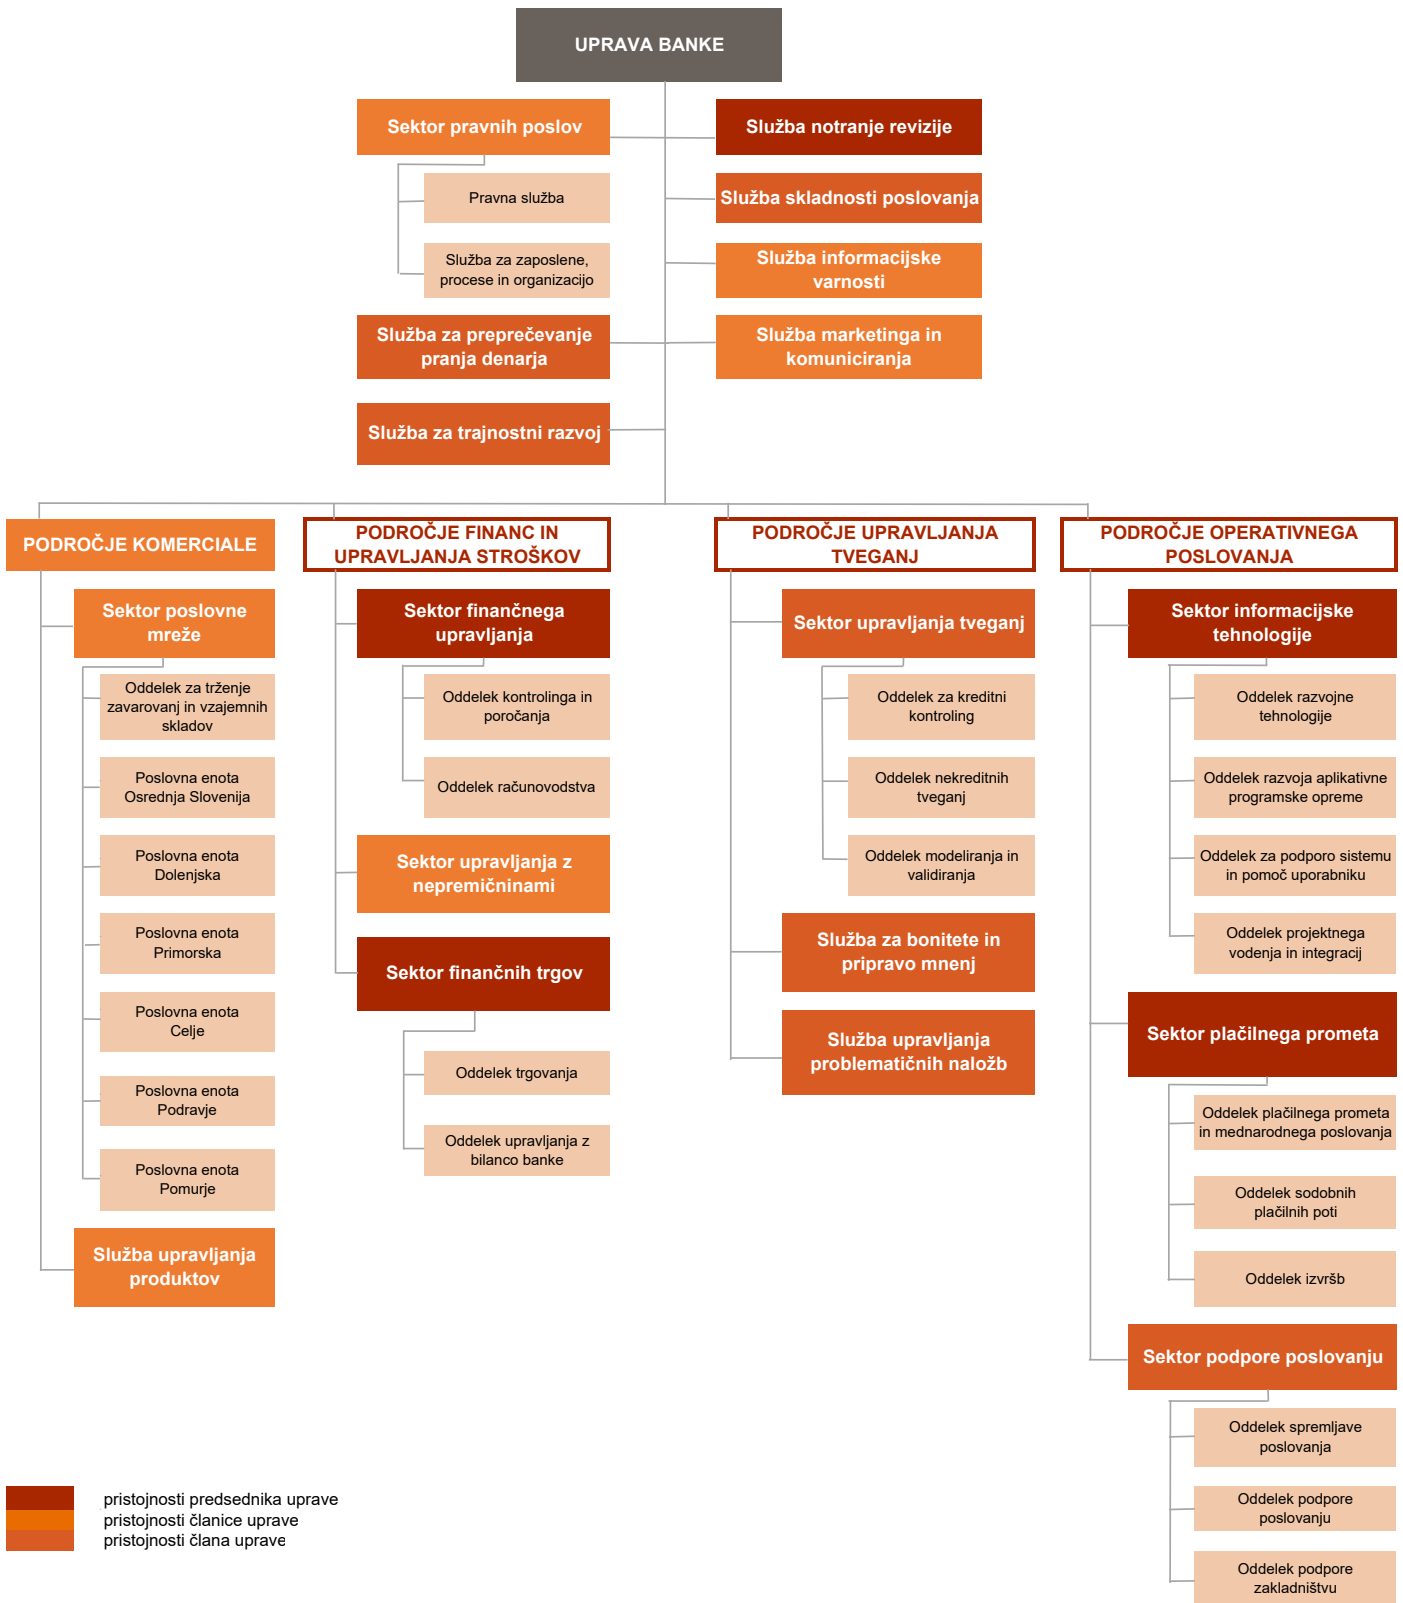 UPRAVA BANKE
Sektor pravnih poslov
Služba notranje revizije
Pravna služba
Služba skladnosti poslovanja
Služba za zaposlene,
procese in organizacijo
Služba informacijske
varnosti
Služba za preprečevanje
pranja denarja
Služba marketinga in
komuniciranja
Služba za trajnostni razvoj
PODROČJE KOMERCIALE
Sektor poslovne
mreže
Oddelek za trženje
zavarovanj in vzajemnih
skladov
Poslovna enota
Osrednja Slovenija
Poslovna enota
Dolenjska
Poslovna enota
Primorska
Poslovna enota
Celje
Poslovna enota
Podravje
Poslovna enota
Pomurje
Služba upravljanja
produktov
PODROČJE FINANC IN
UPRAVLJANJA STROŠKOV
Sektor finančnega
upravljanja
Oddelek kontrolinga in
poročanja
Oddelek računovodstva
Sektor upravljanja z
nepremičninami
Sektor finančnih trgov
Oddelek trgovanja
Oddelek upravljanja z
bilanco banke
PODROČJE UPRAVLJANJA
TVEGANJ
Sektor upravljanja tveganj
Oddelek za kreditni
kontroling
Oddelek nekreditnih
tveganj
Oddelek modeliranja in
validiranja
Služba za bonitete in
pripravo mnenj
Služba upravljanja
problematičnih naložb
PODROČJE OPERATIVNEGA
POSLOVANJA
Sektor informacijske
tehnologije
Oddelek razvojne
tehnologije
Oddelek razvoja aplikativne
programske opreme
Oddelek za podporo sistemu
in pomoč uporabniku
Oddelek projektnega
vodenja in integracij
Sektor plačilnega prometa
Oddelek plačilnega prometa
in mednarodnega poslovanja
Oddelek sodobnih
plačilnih poti
Oddelek izvršb
Sektor podpore poslovanju
Oddelek spremljave
poslovanja
Oddelek podpore
poslovanju
Oddelek podpore
zakladništvu
pristojnosti predsednika uprave
pristojnosti članice uprave
pristojnosti člana uprave